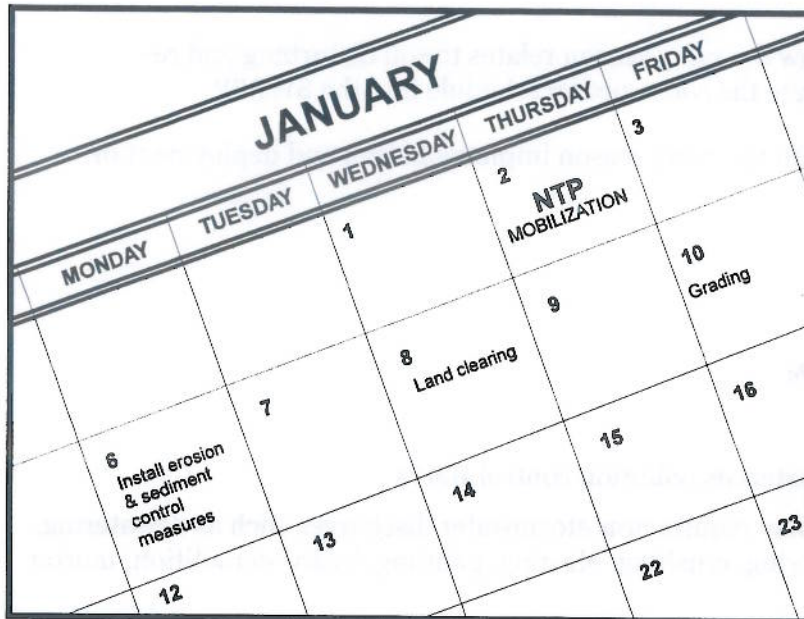 JANUARY
MONDAY TUESDAY WEDNESDAY THURSDAY FRIDAY
1 2 3
NTP
MOBILIZATION
6 7 8 9 10
Install erosion
& sediment
control
measures
Land clearing
Grading
12 13 14 15 16
22 23